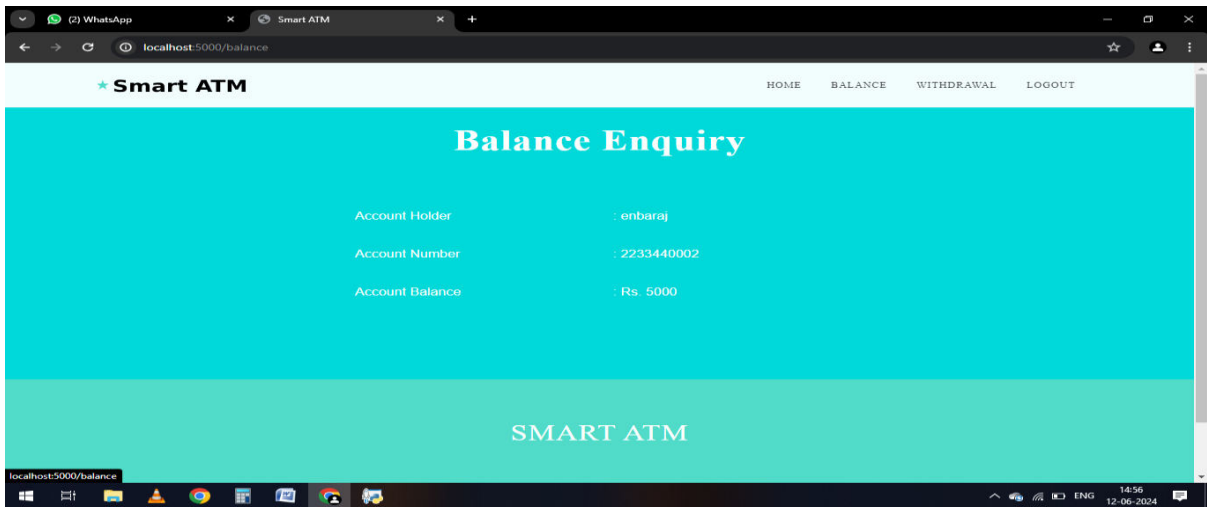 (2) WhatsApp
Smart ATM
localhost:5000/balance
Smart ATM
HOME BALANCE WITHDRAWAL LOGOUT
Balance Enquiry
Account Holder : enbaraj
Account Number : 2233440002
Account Balance : Rs. 5000
SMART ATM
localhost:5000/balance
ENG
14:56
12-06-2024